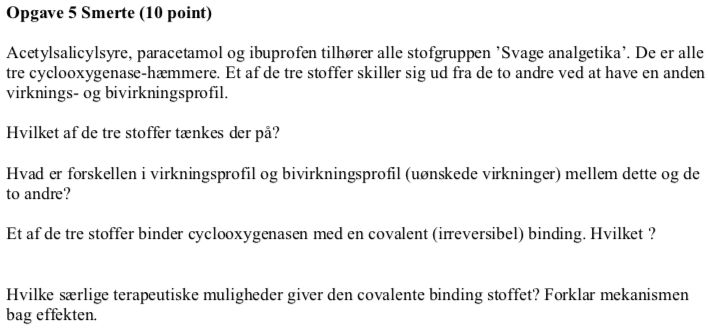 Opgave 5 Smerte (10 point)
Acetylsalicylsyre, paracetamol og ibuprofen tilhører alle stofgruppen ’Svage analgetika’. De er alle
tre cyclooxygenase-hæmmere. Et af de tre stoffer skiller sig ud fra de to andre ved at have en anden
virknings- og bivirkningsprofil.
Hvilket af de tre stoffer tænkes der på?
Hvad er forskellen i virkningsprofil og bivirkningsprofil (uønskede virkninger) mellem dette og de
to andre?
Et af de tre stoffer binder cyclooxygenasen med en covalent (irreversibel) binding. Hvilket ?
Hvilke særlige terapeutiske muligheder giver den covalente binding stoffet? Forklar mekanismen
bag effekten.